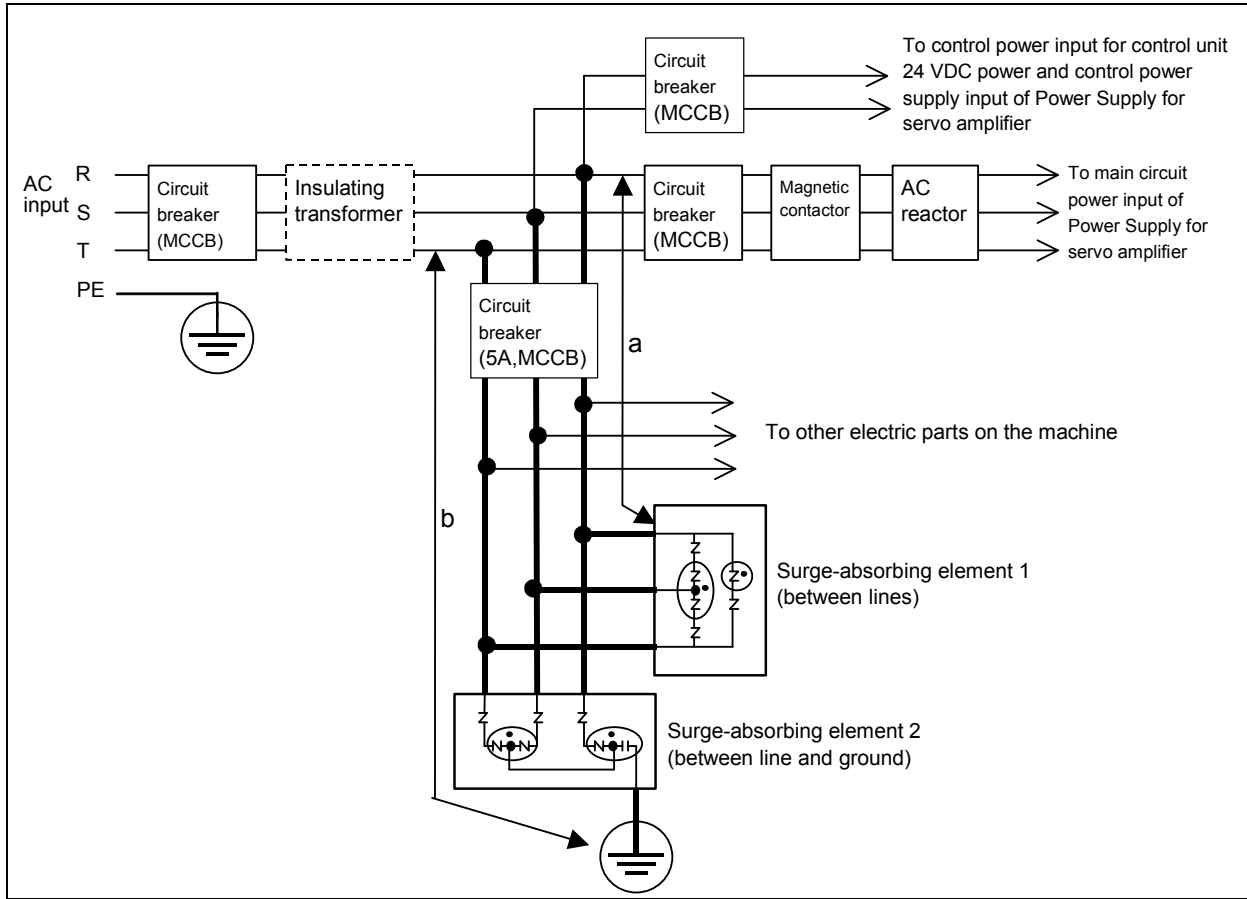 Circuit
breaker
(MCCB)
To control power input for control unit
24 VDC power and control power
supply input of Power Supply for
servo amplifier
AC
input
R
S
T
PE
Circuit
breaker
(MCCB)
Insulating
transformer
Circuit
breaker
(MCCB)
Magnetic
contactor
AC
reactor
To main circuit
power input of
Power Supply for
servo amplifier
Circuit
breaker
(5A,MCCB)
a
To other electric parts on the machine
b
Surge-absorbing element 1
(between lines)
Surge-absorbing element 2
(between line and ground)